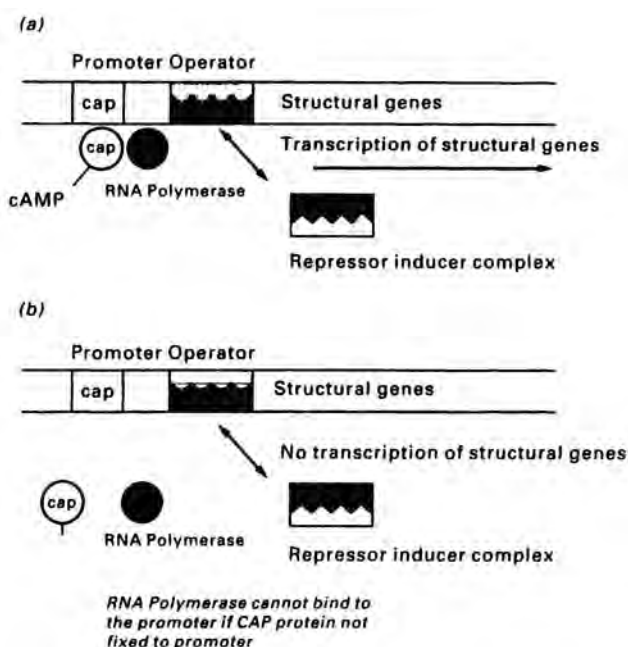 (a)
Promoter Operator
cap
Structural genes
cap
Transcription of structural genes
cAMP
RNA Polymerase
Repressor inducer complex
(b)
Promoter Operator
cap
Structural genes
No transcription of structural genes
cap
RNA Polymerase
Repressor inducer complex
RNA Polymerase cannot bind to
the promoter if CAP protein not
fixed to promoter